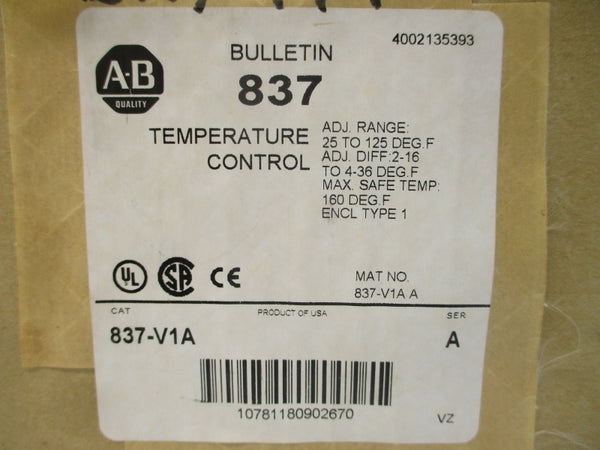 4002135393
A-B
QUALITY
BULLETIN
837
TEMPERATURE
CONTROL
ADJ. RANGE:
25 TO 125 DEG.F
ADJ. DIFF:2-16
TO 4-36 DEG.F
MAX. SAFE TEMP:
160 DEG.F
ENCL TYPE 1
UL
SA
CE
MAT NO.
837-V1A A
CAT
PRODUCT OF USA
SER
837-V1A
A
10781180902670
VZ